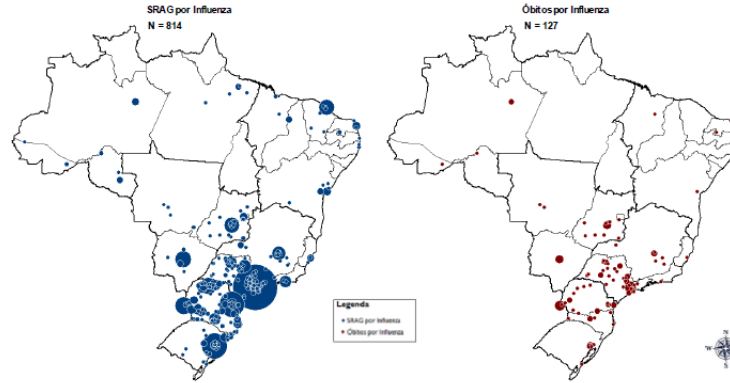 SRAG por Influenza
N = 814
Óbitos por Influenza
N = 127
Legenda
SRAG por Influenza
Óbitos por Influenza
N